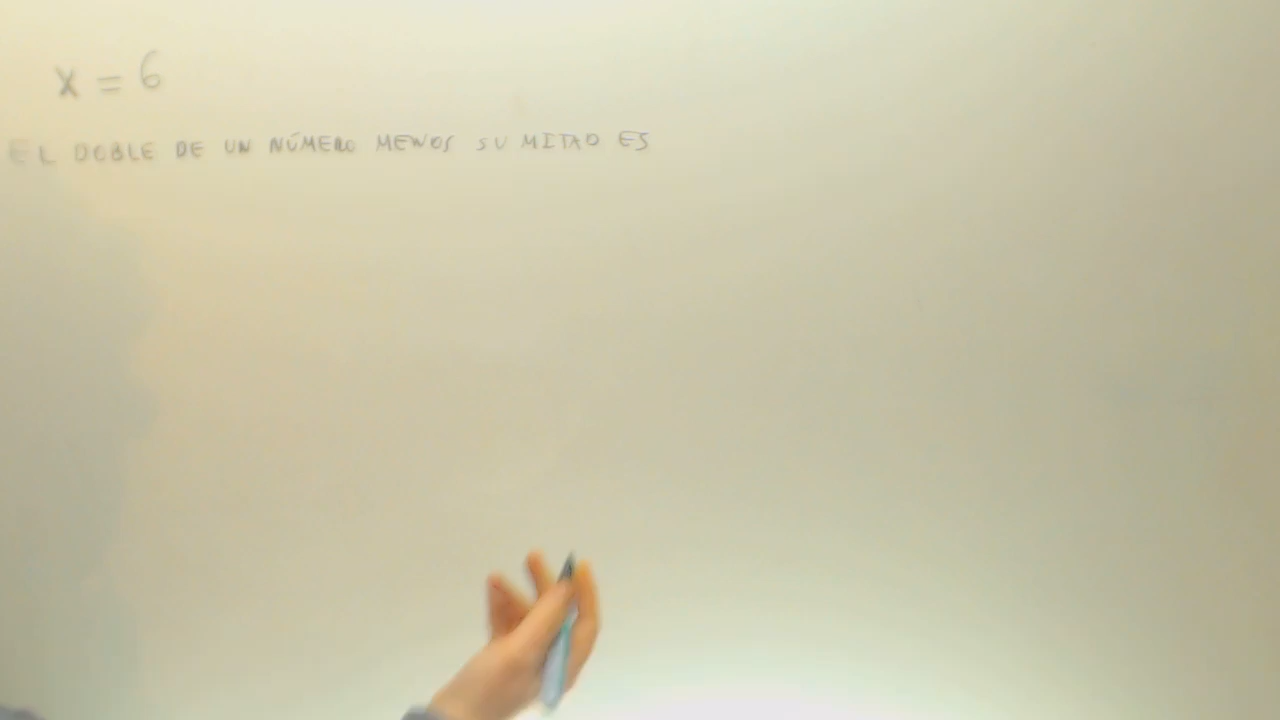 x = 6
EL DOBLE DE UN NÚMERO MENOS SU MITAD ES